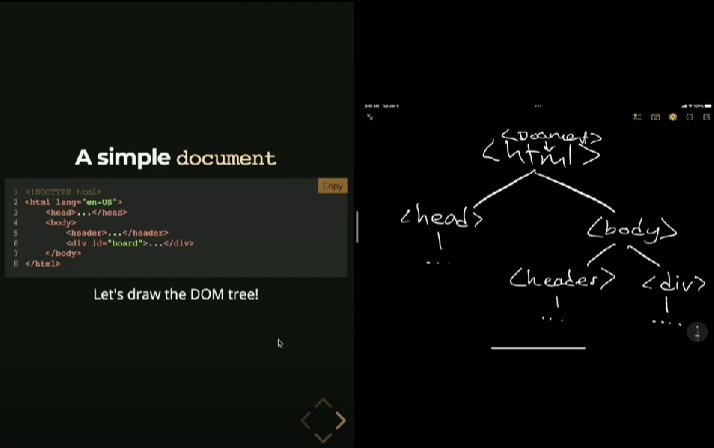 A simple document
Copy
1 <!DOCTYPE html>
2 <html lang="en-US">
3 <head>...</head>
4 <body>
5 <header>...</header>
6 <div id="board">...</div>
7 </body>
8 </html>
Let's draw the DOM tree!
<Document>
<html>
<head>
<body>
...
<header> <div>
... ....